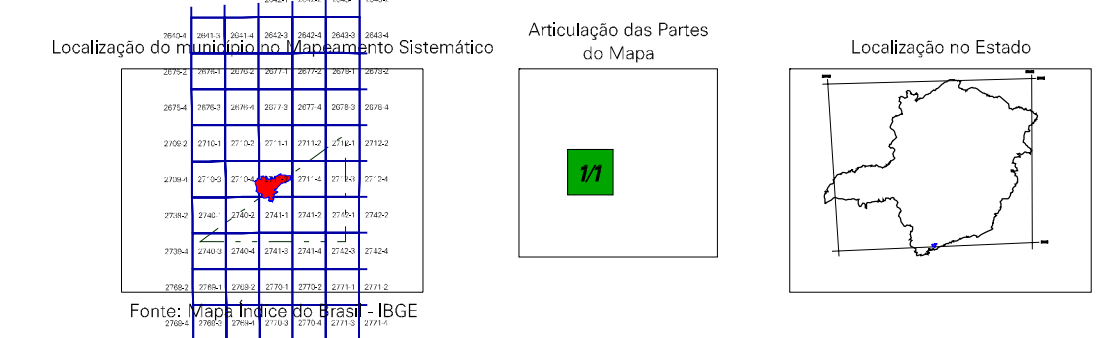 2640-4 2641-3 2641-4 2642-3 2642-4 2643-3 2643-4
Localização do município no Mapeamento Sistemático
2675-2 2676-1 2676-2 2677-1 2677-2 2678-1
2675-4 2676-3 2676-4 2677-3 2677-4 2678-3 2678-4
2709-2 2710-1 2710-2 2711-1 2711-2 2712-1 2712-2
2709-4 2710-3 2710-4 2711-4 2712-3 2712-4
2739-2 2740-1 2740-2 2741-1 2741-2 2742-1 2742-2
2739-4 2740-3 2740-4 2741-3 2741-4 2742-3 2742-4
2768-2 2769-1 2769-2 2770-1 2770-2 2771-1 2771-2
Fonte: Mapa Índice do Brasil - IBGE
2768-4 2769-3 2769-4 2770-3 2770-4 2771-3 2771-4
Articulação das Partes
do Mapa
1/1
Localização no Estado